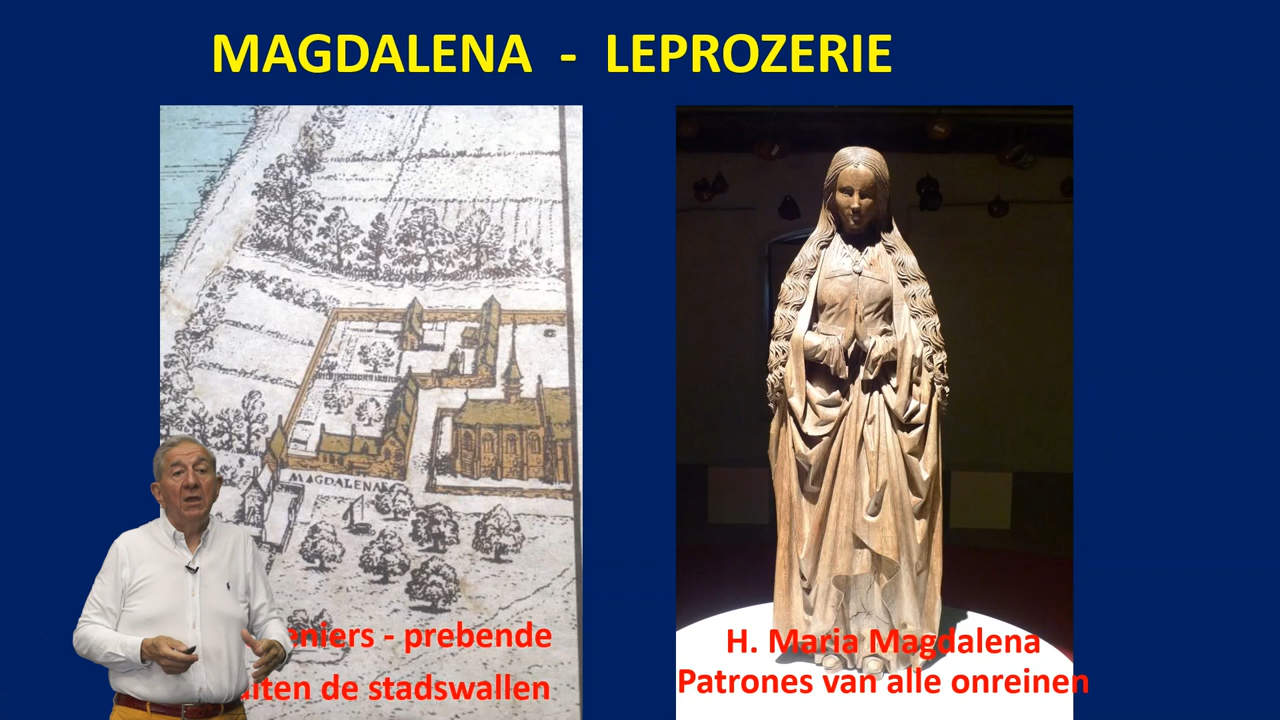 MAGDALENA - LEPROZERIE
MAGDALENA
- prebende
de stadswallen
H. Maria Magdalena
Patrones van alle onreinen